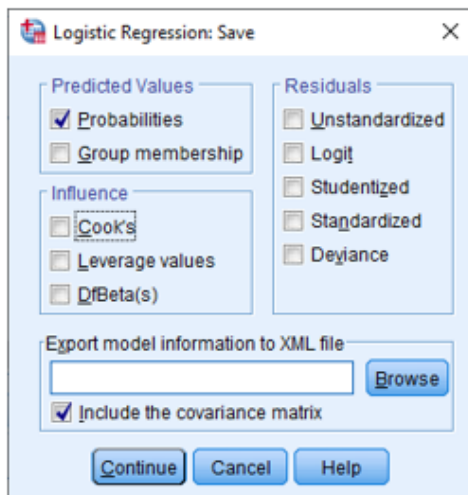 Logistic Regression: Save
Predicted Values
Probabilities
Group membership
Influence
Cook's
Leverage values
DfBeta(s)
Residuals
Unstandardized
Logit
Studentized
Standardized
Deviance
Export model information to XML file
Browse
Include the covariance matrix
Continue Cancel Help